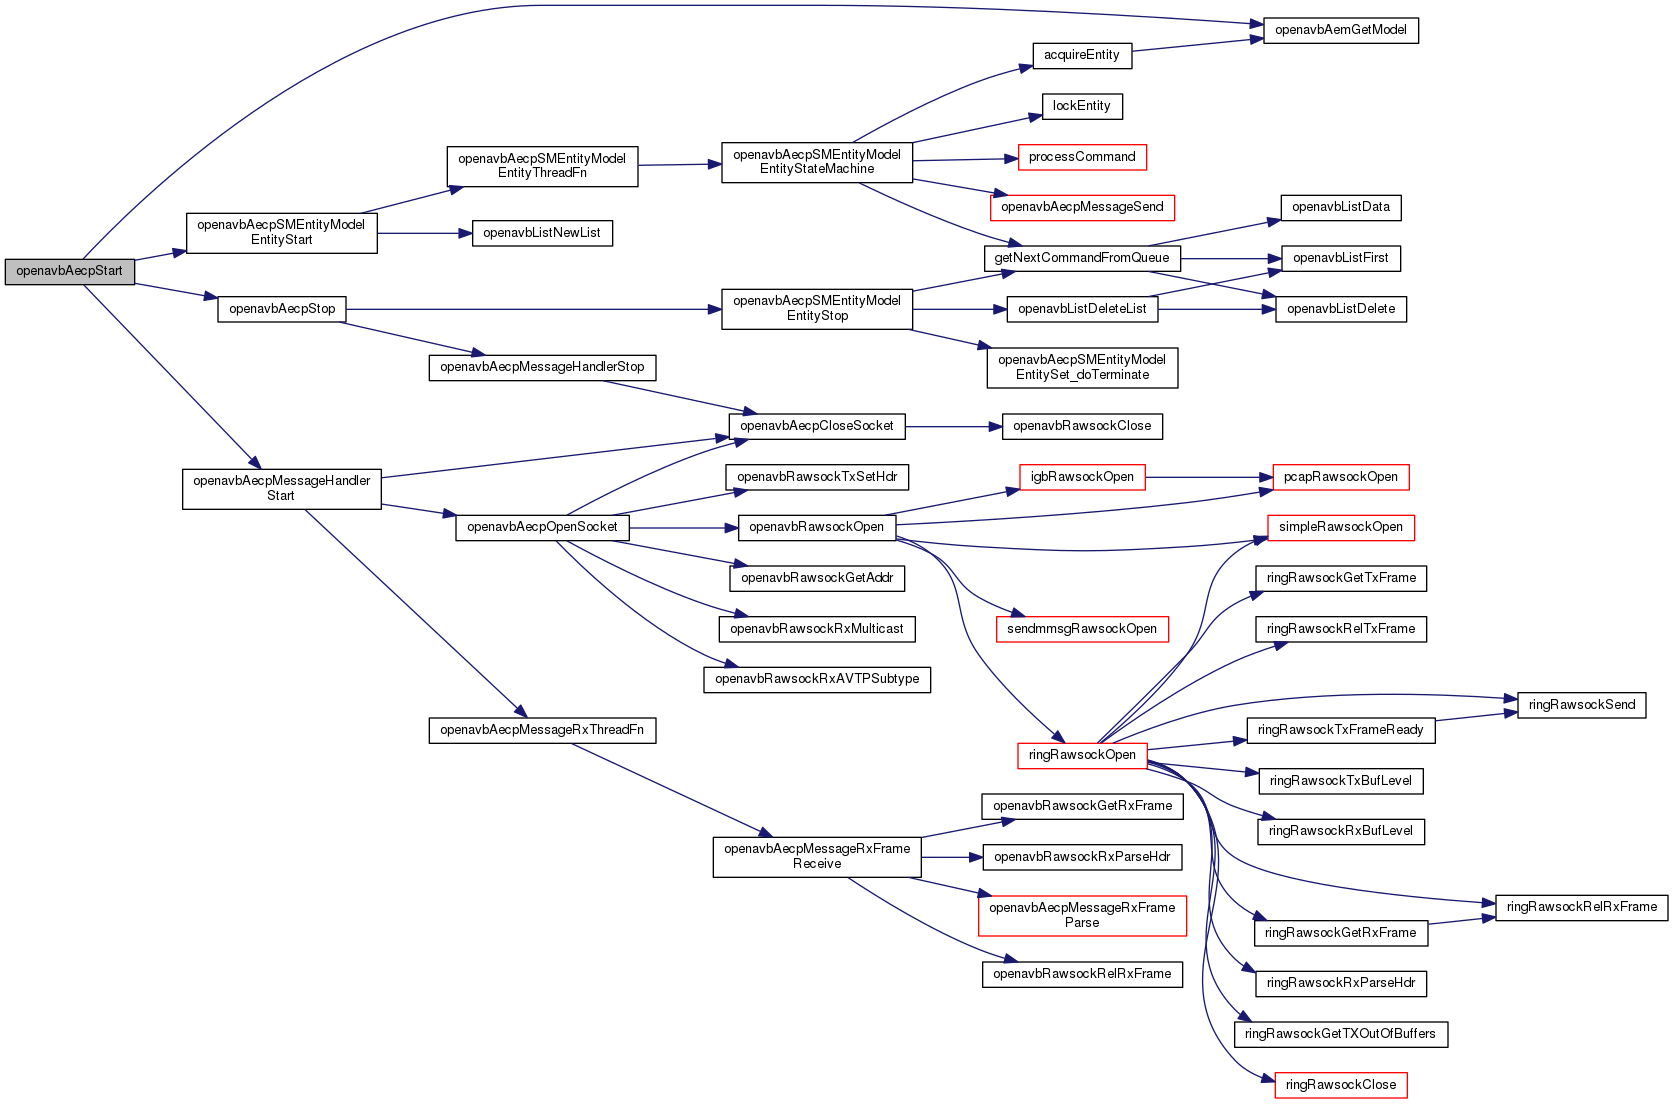 openavbAecpStart
openavbAemGetModel
openavbAecpSMEntityModel
EntityStart
openavbAecpSMEntityModel
EntityThreadFn
openavbListNewList
openavbAecpSMEntityModel
EntityStateMachine
acquireEntity
lockEntity
processCommand
openavbAecpMessageSend
getNextCommandFromQueue
openavbListData
openavbListFirst
openavbListDelete
openavbAecpStop
openavbAecpSMEntityModel
EntityStop
openavbListDeleteList
openavbAecpSMEntityModel
EntitySet_doTerminate
openavbAecpMessageHandlerStop
openavbAecpCloseSocket
openavbRawsockClose
openavbAecpMessageHandler
Start
openavbAecpOpenSocket
openavbRawsockTxSetHdr
openavbRawsockOpen
openavbRawsockGetAddr
openavbRawsockRxMulticast
openavbRawsockRxAVTPSubtype
igbRawsockOpen
pcapRawsockOpen
simpleRawsockOpen
sendmmsgRawsockOpen
ringRawsockOpen
ringRawsockGetTxFrame
ringRawsockRelTxFrame
ringRawsockSend
ringRawsockTxFrameReady
ringRawsockTxBufLevel
ringRawsockRxBufLevel
ringRawsockRelRxFrame
ringRawsockGetRxFrame
ringRawsockRxParseHdr
ringRawsockGetTXOutOfBuffers
ringRawsockClose
openavbAecpMessageRxThreadFn
openavbAecpMessageRxFrame
Receive
openavbRawsockGetRxFrame
openavbRawsockRxParseHdr
openavbAecpMessageRxFrame
Parse
openavbRawsockRelRxFrame